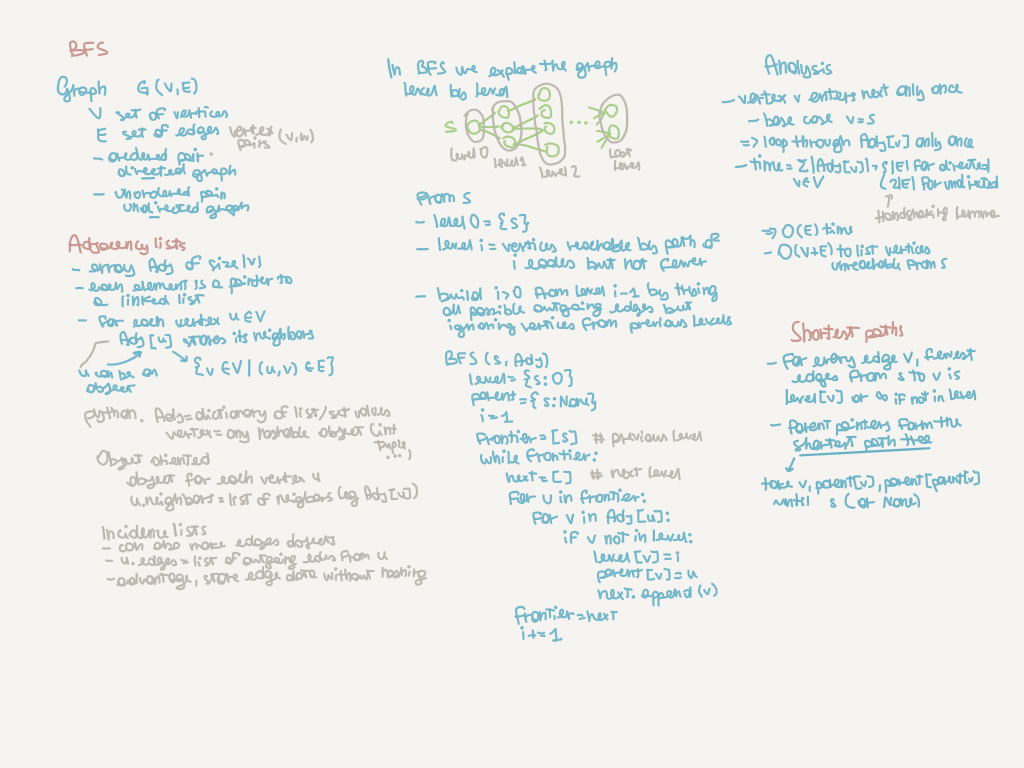 BFS
Graph G(V,E)
V set of vertices
E set of edges vertex pairs (v,w)
- ordered pair
directed graph
- unordered pair
undirected graph
Adjacency lists
- array Adj of size |V|
- each element is a pointer to
a linked list
- For each vertex u ∈ V
Adj [u] stores its neighbors
{v ∈ V | (u,v) ∈ E}
u can be an
object
python. Adj = dictionary of list/set values
vertex = any hashable object (int
tuple
...)
Object oriented
object for each vertex u
u.neighbors = list of neigbors (eg Adj[u])
Incidence lists
- can also make edges objects
- u.edges = list of outgoing edes from u
- advantage, store edge data without hashing
In BFS we explore the graph
level by level
s
...
level 0
level 1
level 2
last
level
From s
- level 0 = {s}
- level i = vertices reachable by path of
i edges but not fewer
- build i>0 from level i-1 by trying
all possible outgoing edges but
ignoring vertices from previous levels
BFS (s, Adj)
level = {s:0}
parent = {s:None}
i = 1
Frontier = [s] # previous level
while frontier:
next = [] # next level
For u in frontier:
For v in Adj[u]:
if v not in level:
level [v] = i
parent [v] = u
next. append (v)
frontier = next
i += 1
Analysis
- vertex v enters next only once
- base case v = s
=> loop through Adj[v] only once
- time = Σ |Adj[v]| = { |E| for directed
v∈V 2|E| for undirected
Handshaking Lemma
=> O(E) time
- O(V+E) to list vertices
unreachable from s
Shortest paths
- For every edge v, fewest
edges from s to v is
level[v] or ∞ if not in level
- Parent pointers form the
shortest path tree
take v, parent[v], parent[parent[v]
until s (or None)